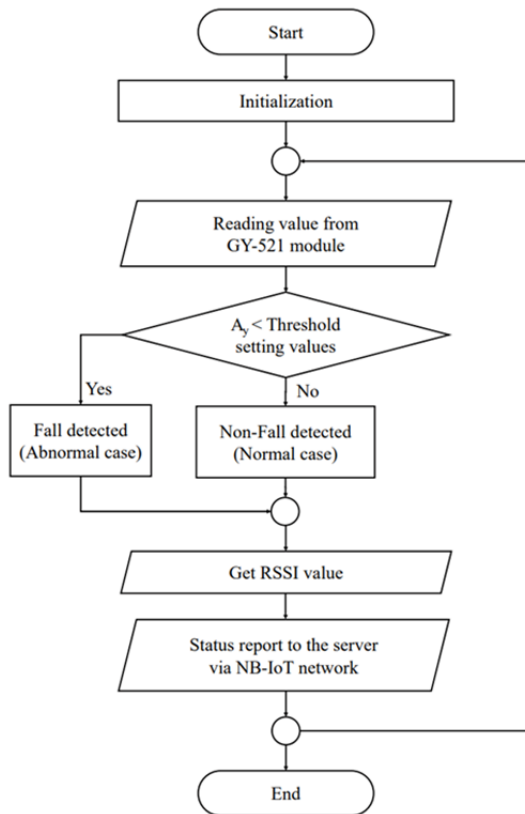 Start
Initialization
Reading value from
GY-521 module
A_y < Threshold
setting values
Yes
No
Fall detected
(Abnormal case)
Non-Fall detected
(Normal case)
Get RSSI value
Status report to the server
via NB-IoT network
End